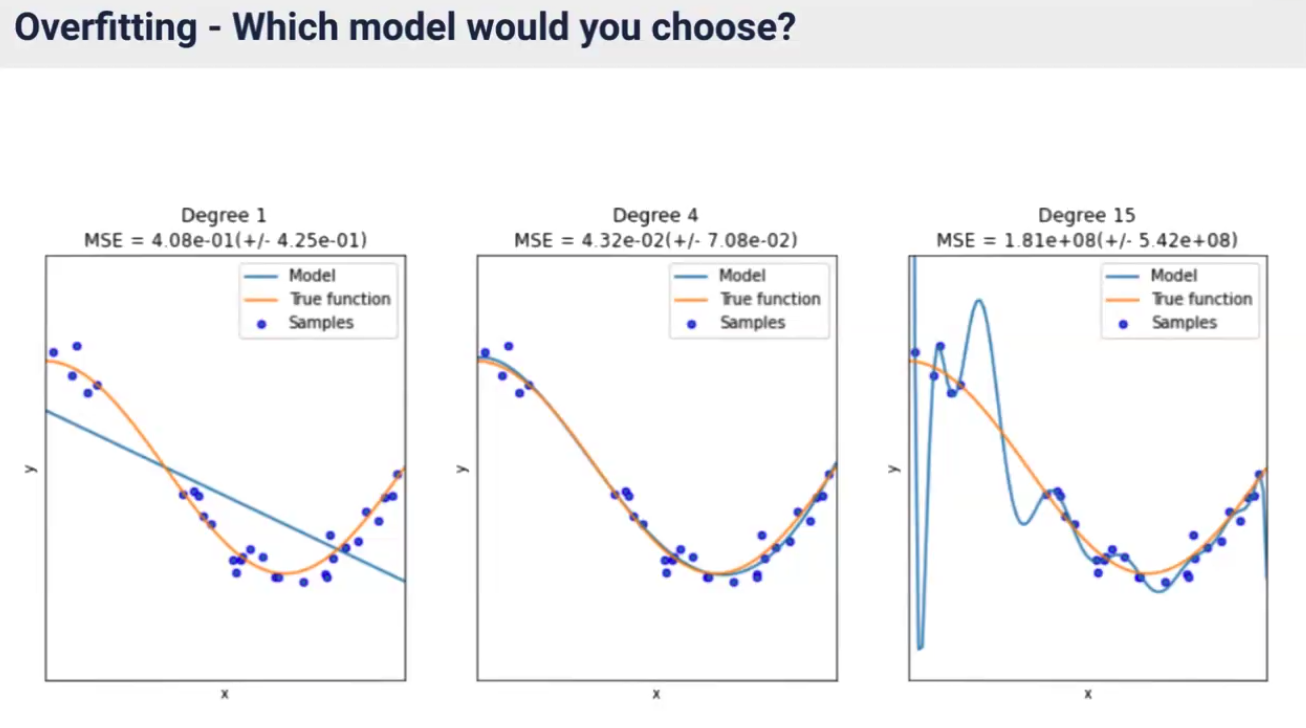 Overfitting - Which model would you choose?
Degree 1
MSE = 4.08e-01(+/- 4.25e-01)
Model
True function
Samples
y
x
Degree 4
MSE = 4.32e-02(+/- 7.08e-02)
Model
True function
Samples
y
x
Degree 15
MSE = 1.81e+08(+/- 5.42e+08)
Model
True function
Samples
y
x